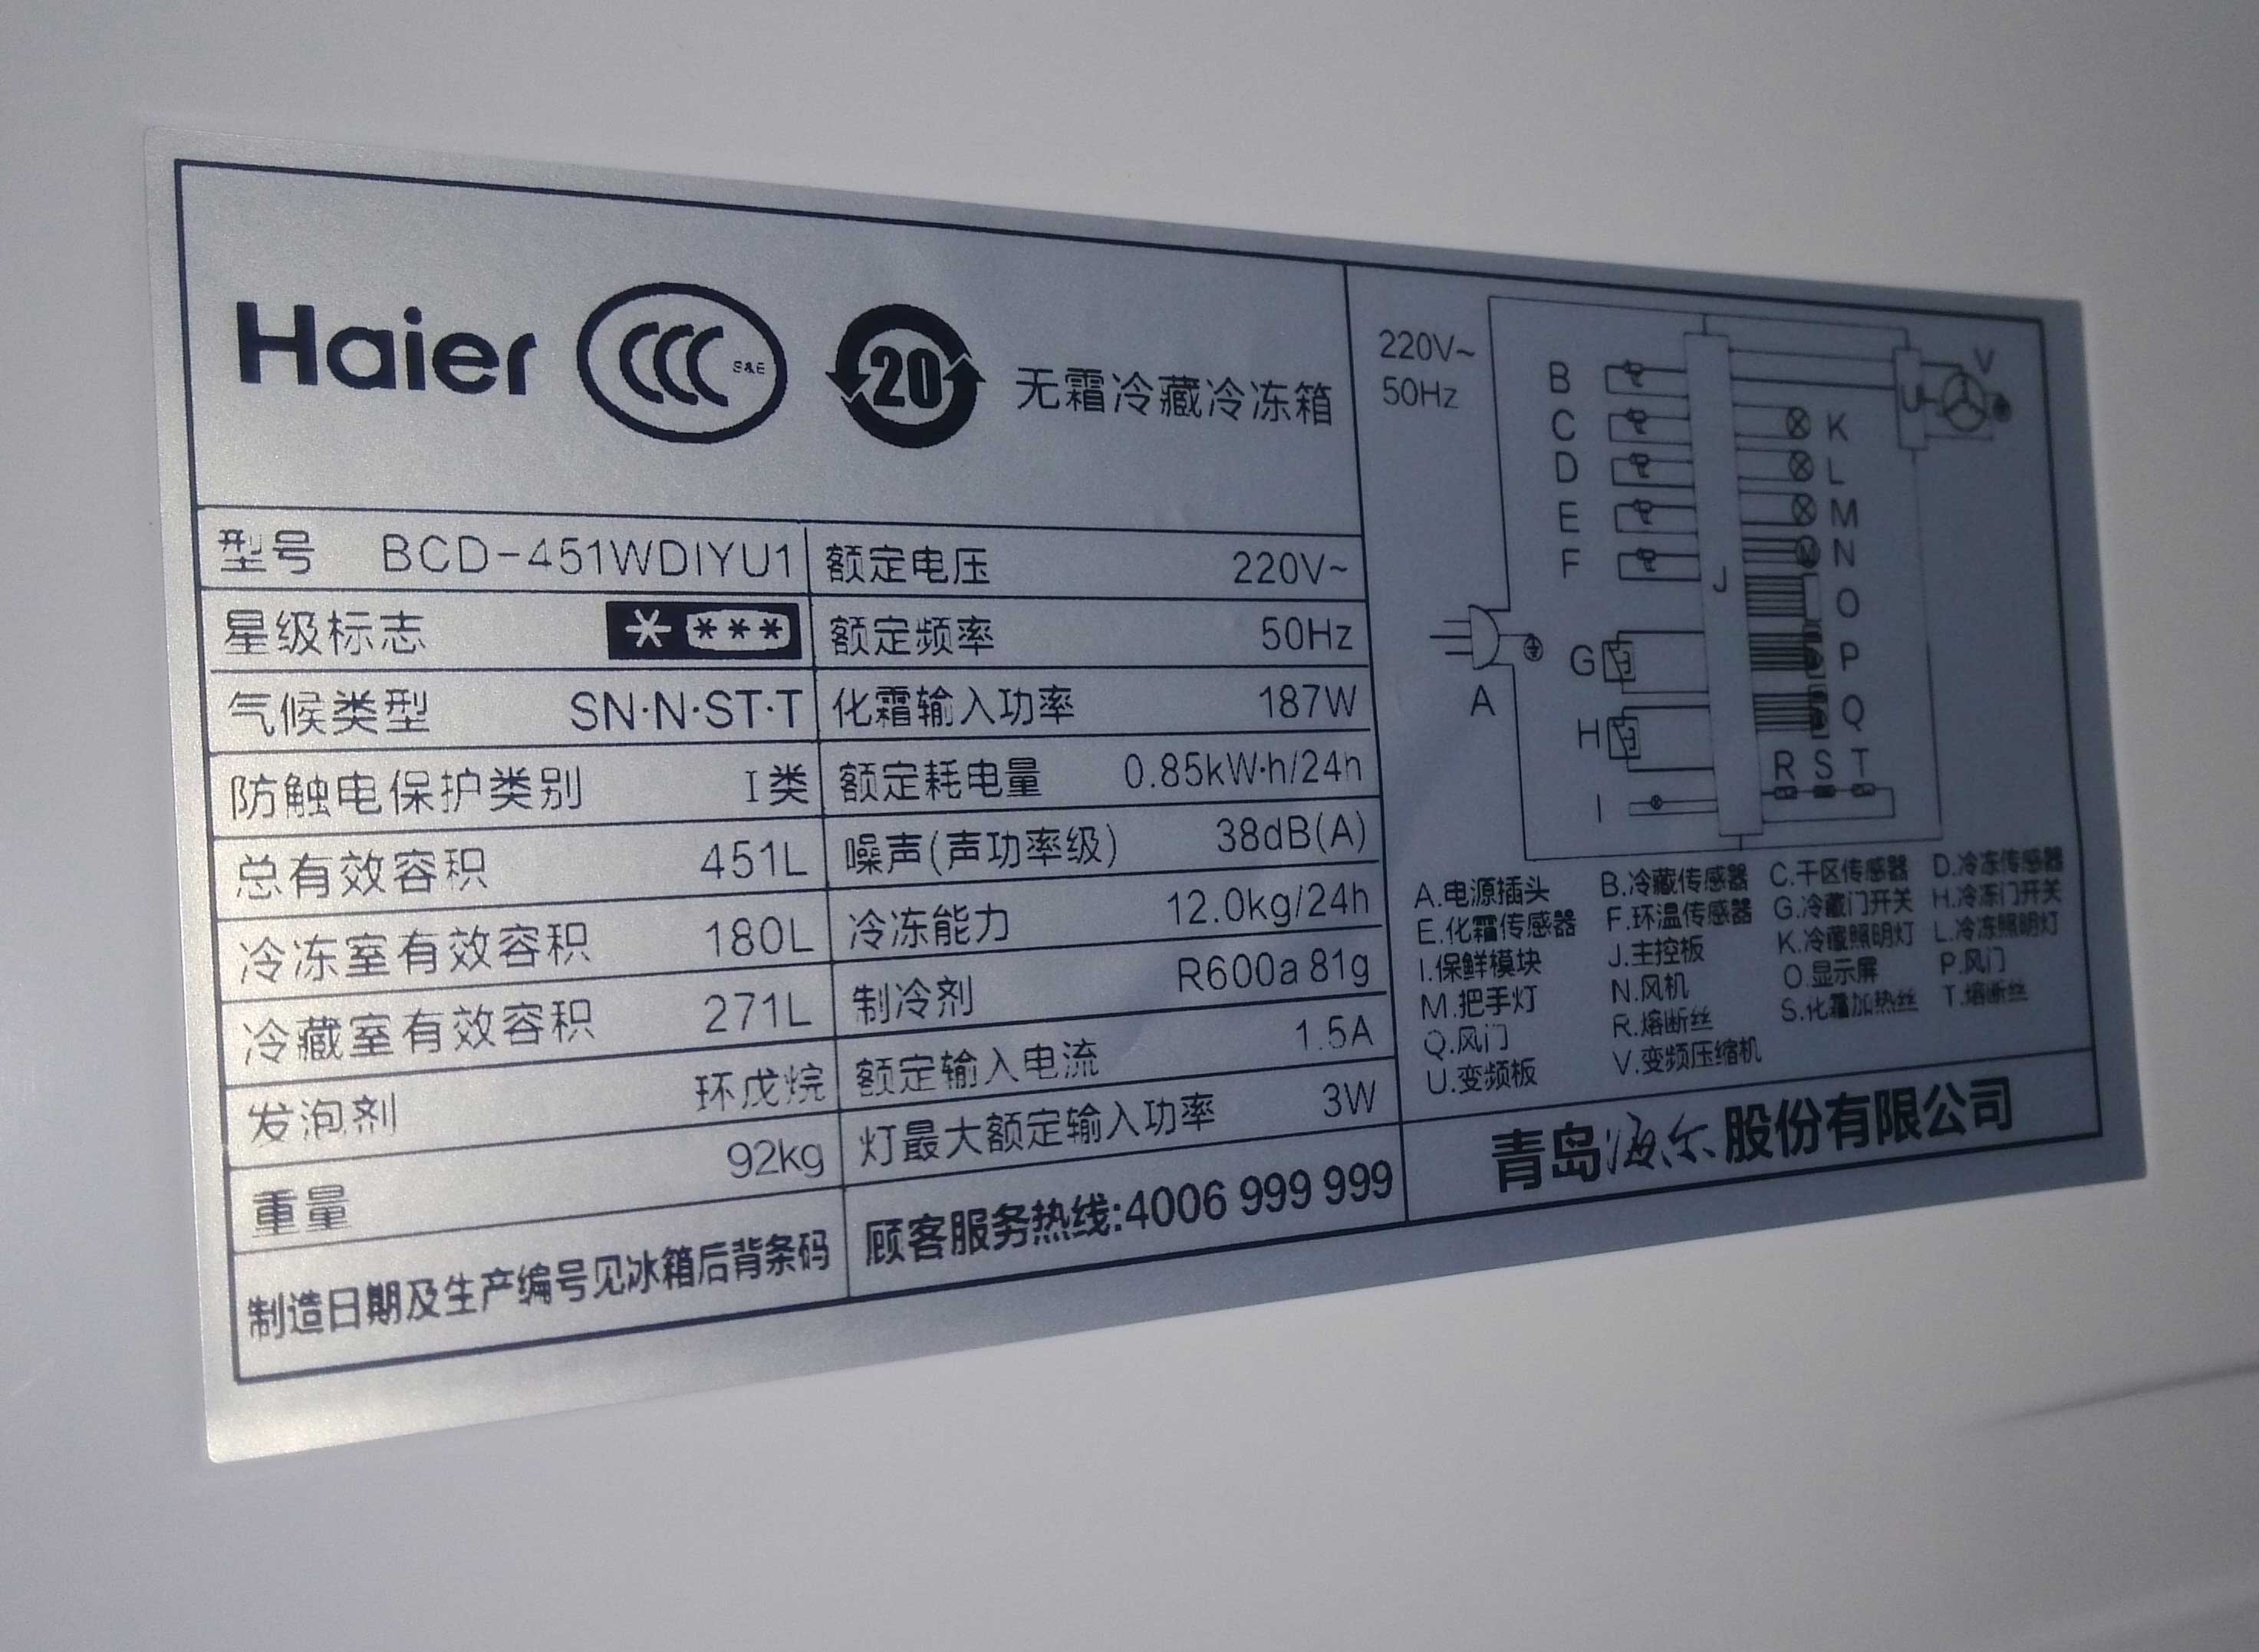 Haier CCC S&E 20 无霜冷藏冷冻箱
型号 BCD-451WDIYU1
星级标志 * ***
气候类型 SN·N·ST·T
防触电保护类别 I类
总有效容积 451L
冷冻室有效容积 180L
冷藏室有效容积 271L
发泡剂 环戊烷
重量 92kg
制造日期及生产编号见冰箱后背条码
额定电压 220V~
额定频率 50Hz
化霜输入功率 187W
额定耗电量 0.85kW·h/24h
噪声(声功率级) 38dB(A)
冷冻能力 12.0kg/24h
制冷剂 R600a 81g
额定输入电流 1.5A
灯最大额定输入功率 3W
顾客服务热线:4006 999 999
220V~
50Hz
A
B
C
D
E
F
G
H
I
J
K
L
M
N
O
P
Q
R S T
U
V
A.电源插头 B.冷藏传感器 C.干区传感器 D.冷冻传感器
E.化霜传感器 F.环温传感器 G.冷藏门开关 H.冷冻门开关
I.保鲜模块 J.主控板 K.冷藏照明灯 L.冷冻照明灯
M.把手灯 N.风机 O.显示屏 P.风门
Q.风门 R.熔断丝 S.化霜加热丝 T.熔断丝
U.变频板 V.变频压缩机
青岛海尔股份有限公司